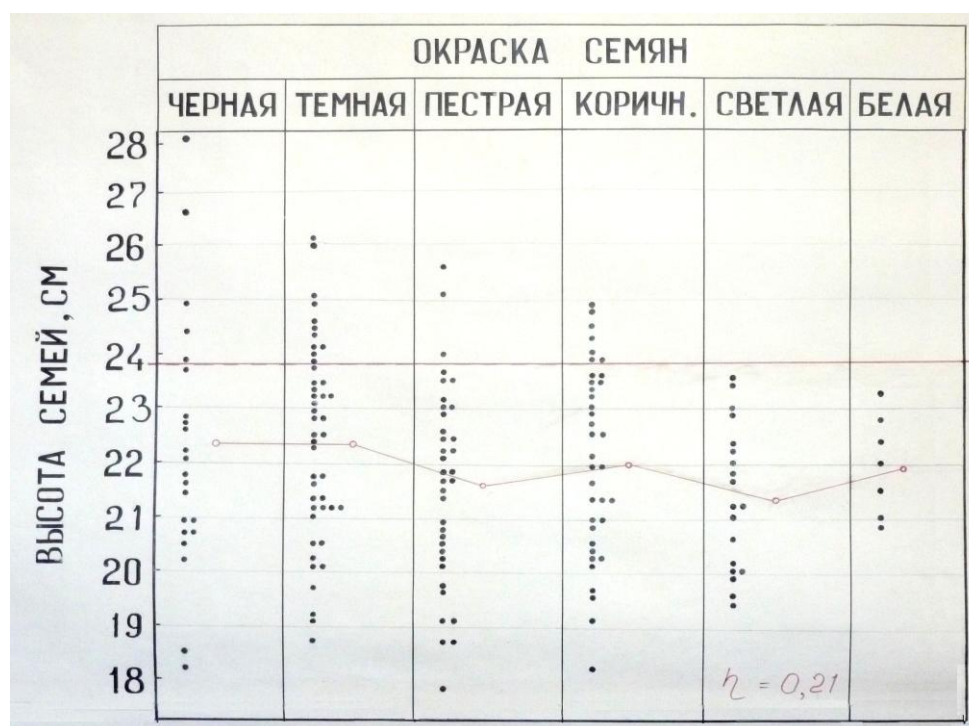 ОКРАСКА СЕМЯН
ЧЕРНАЯ ТЕМНАЯ ПЕСТРАЯ КОРИЧН. СВЕТЛАЯ БЕЛАЯ
ВЫСОТА СЕМЕЙ, СМ
28
27
26
25
24
23
22
21
20
19
18
η = 0,21